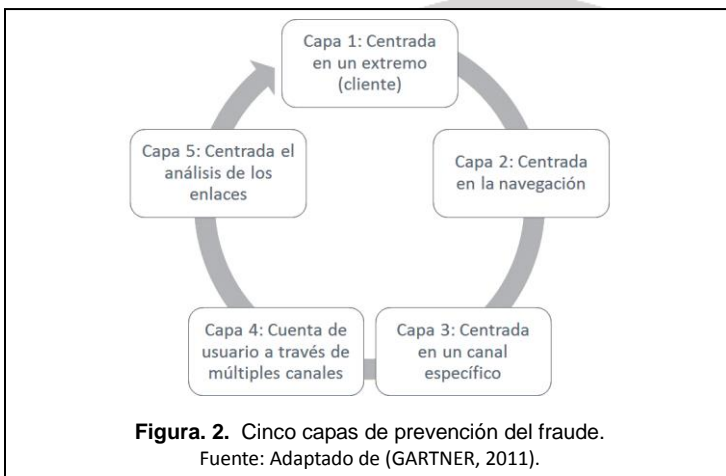 Capa 1: Centrada
en un extremo
(cliente)
Capa 2: Centrada
en la navegación
Capa 3: Centrada
en un canal
específico
Capa 4: Cuenta de
usuario a través de
múltiples canales
Capa 5: Centrada el
análisis de los
enlaces
Figura. 2. Cinco capas de prevención del fraude.
Fuente: Adaptado de (GARTNER, 2011).